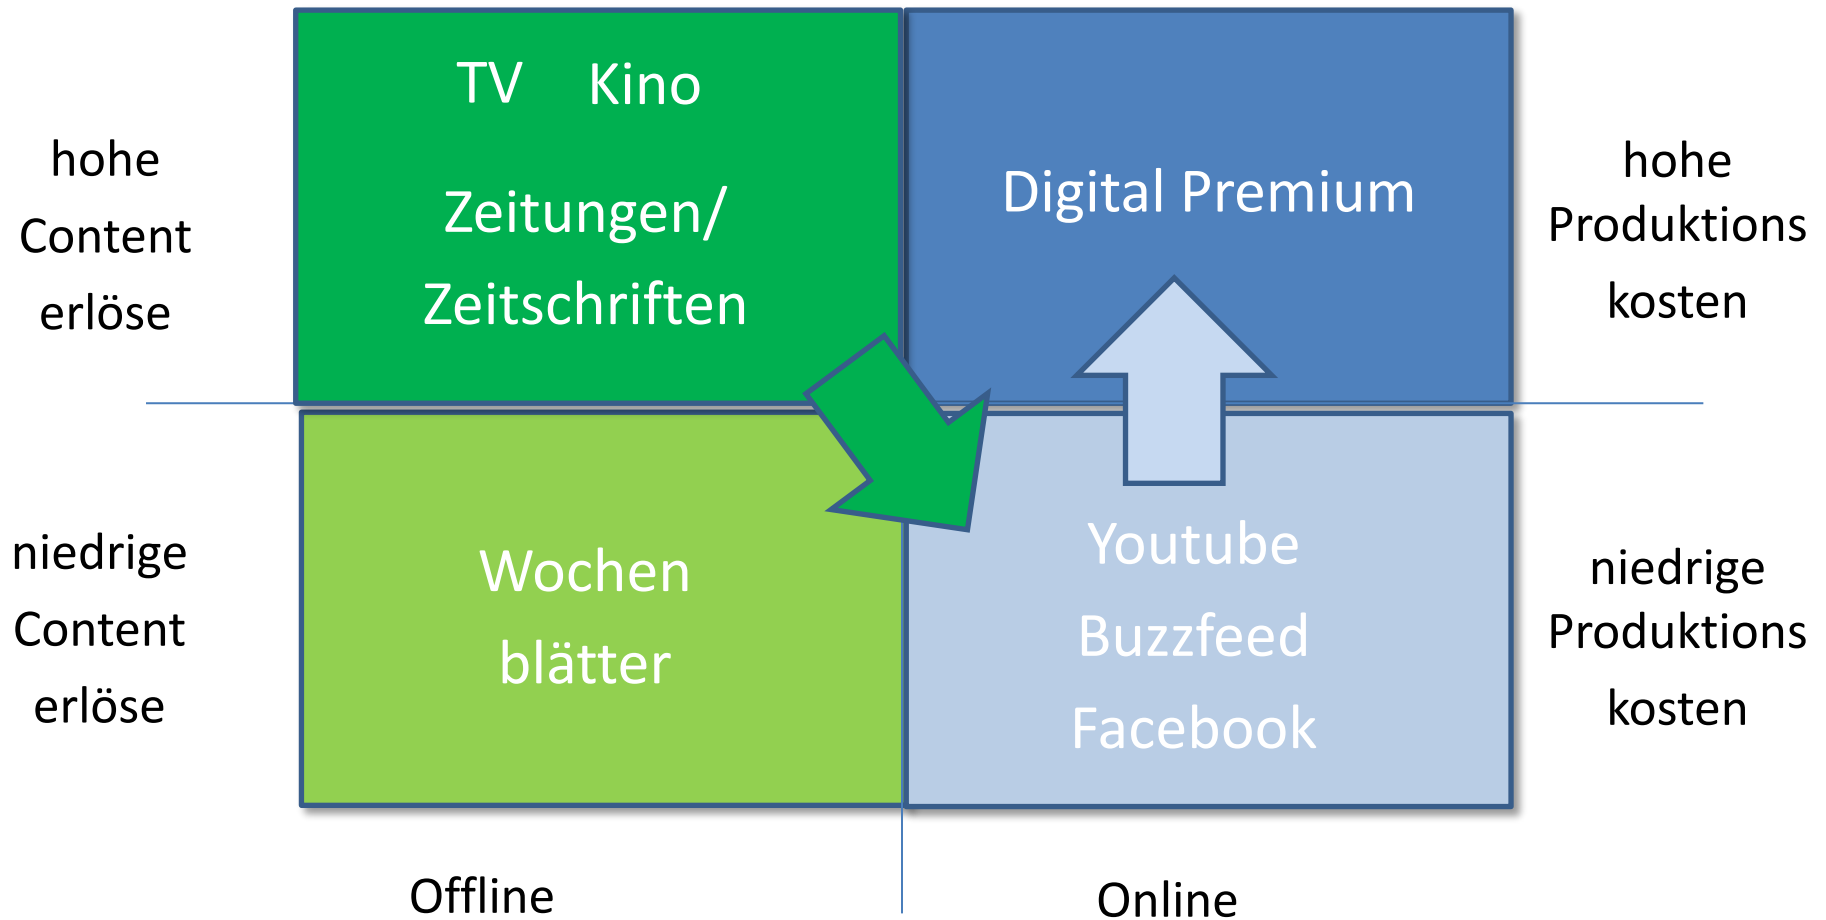 hohe
Content
erlöse
TV Kino
Zeitungen/
Zeitschriften
Digital Premium
hohe
Produktions
kosten
niedrige
Content
erlöse
Wochen
blätter
Youtube
Buzzfeed
Facebook
niedrige
Produktions
kosten
Offline
Online